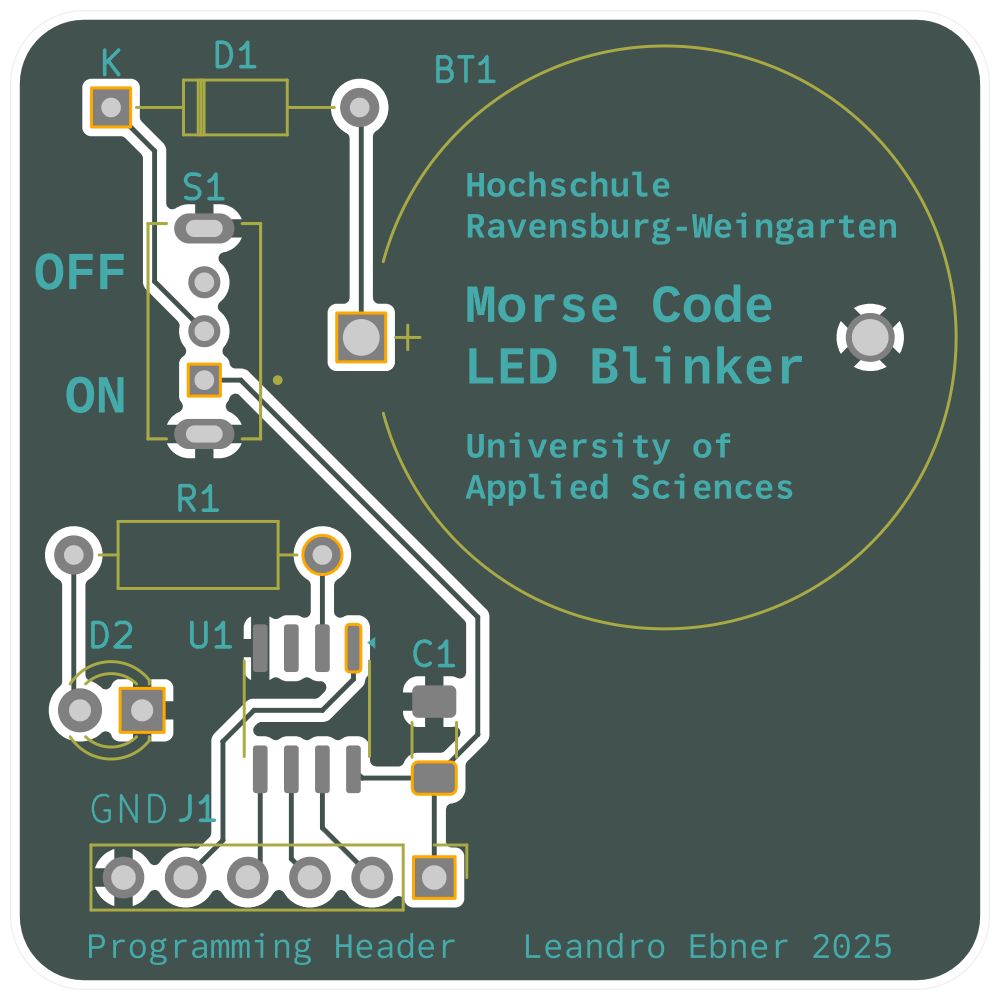 K
D1
BT1
S1
OFF
ON
Hochschule
Ravensburg-Weingarten
Morse Code
LED Blinker
University of
Applied Sciences
+
R1
D2
U1
C1
GND J1
Programming Header
Leandro Ebner 2025